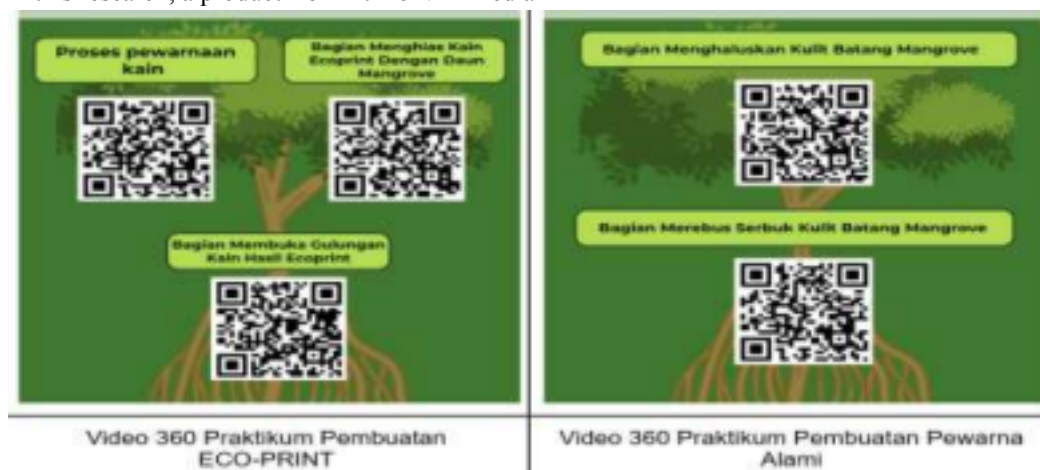 Proses pewarnaan
kain
Bagian Menghias Kain
Ecoprint Dengan Daun
Mangrove
Bagian Membuka Gulungan
Kain Hasil Ecoprint
Bagian Menghaluskan Kulit Batang Mangrove
Bagian Merebus Serbuk Kulit Batang Mangrove
Video 360 Praktikum Pembuatan
ECO-PRINT
Video 360 Praktikum Pembuatan Pewarna
Alami